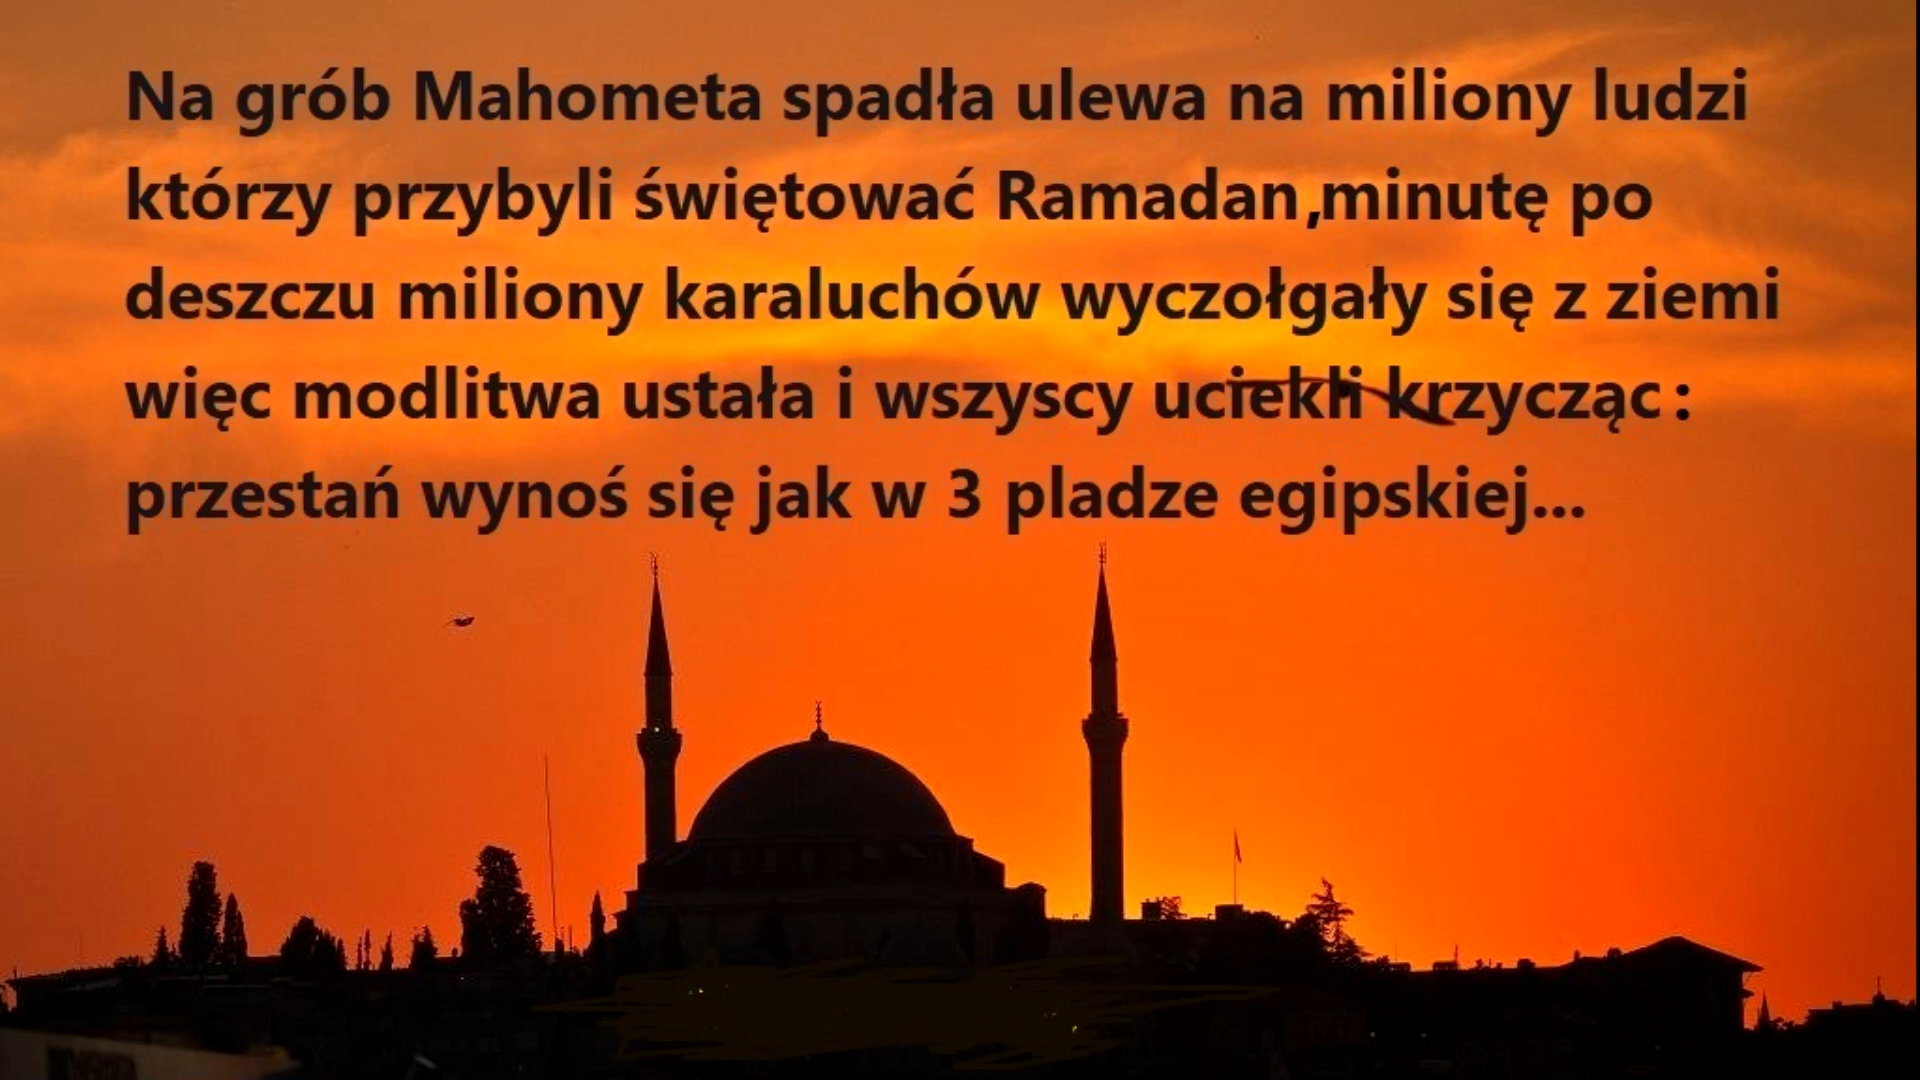 Na grób Mahometa spadła ulewa na miliony ludzi
którzy przybyli świętować Ramadan,minutę po
deszczu miliony karaluchów wyczołgały się z ziemi
więc modlitwa ustała i wszyscy uciekli krzycząc:
przestań wynoś się jak w 3 pladze egipskiej...